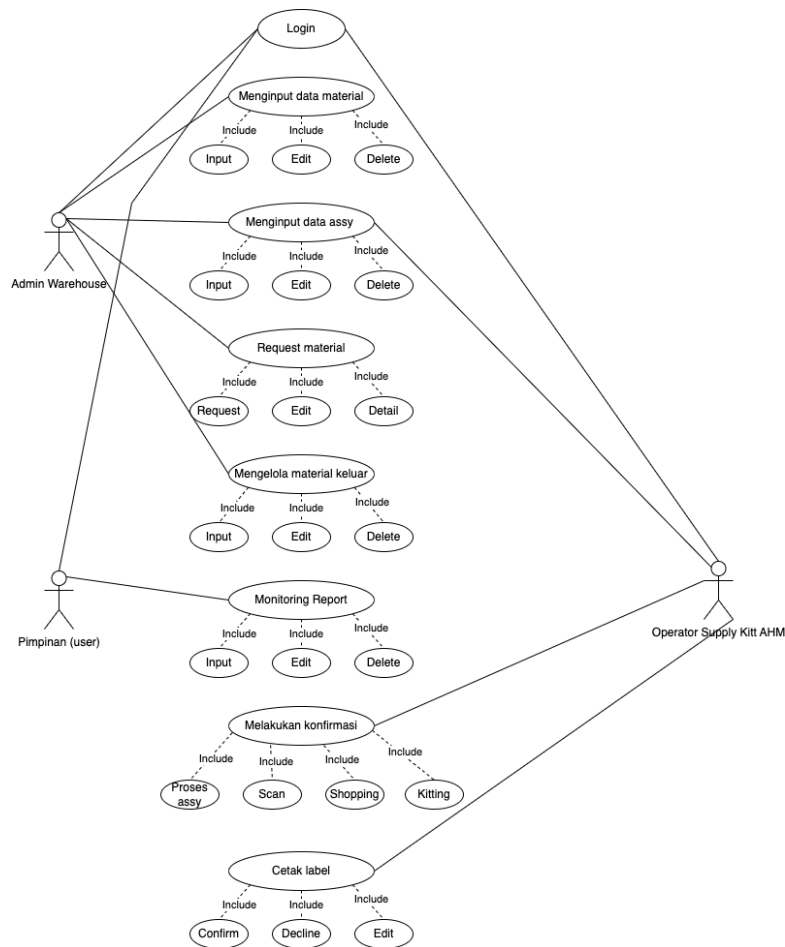 Login
Menginput data material
Include
Include
Include
Input
Edit
Delete
Menginput data assy
Include
Include
Include
Input
Edit
Delete
Admin Warehouse
Request material
Include
Include
Include
Request
Edit
Detail
Mengelola material keluar
Include
Include
Include
Input
Edit
Delete
Monitoring Report
Include
Include
Include
Input
Edit
Delete
Pimpinan (user)
Operator Supply Kitt AHM
Melakukan konfirmasi
Include
Include
Include
Include
Proses
assy
Scan
Shopping
Kitting
Cetak label
Include
Include
Include
Confirm
Decline
Edit